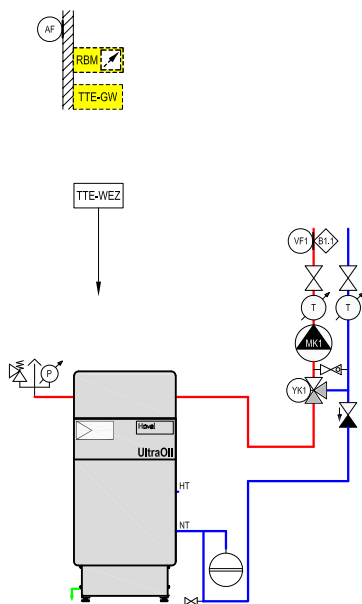 AF
RBM
TTE-GW
TTE-WEZ
VF1
B1.1
T
T
MK1
P
YK1
Hoval
UltraOil
HT
NT